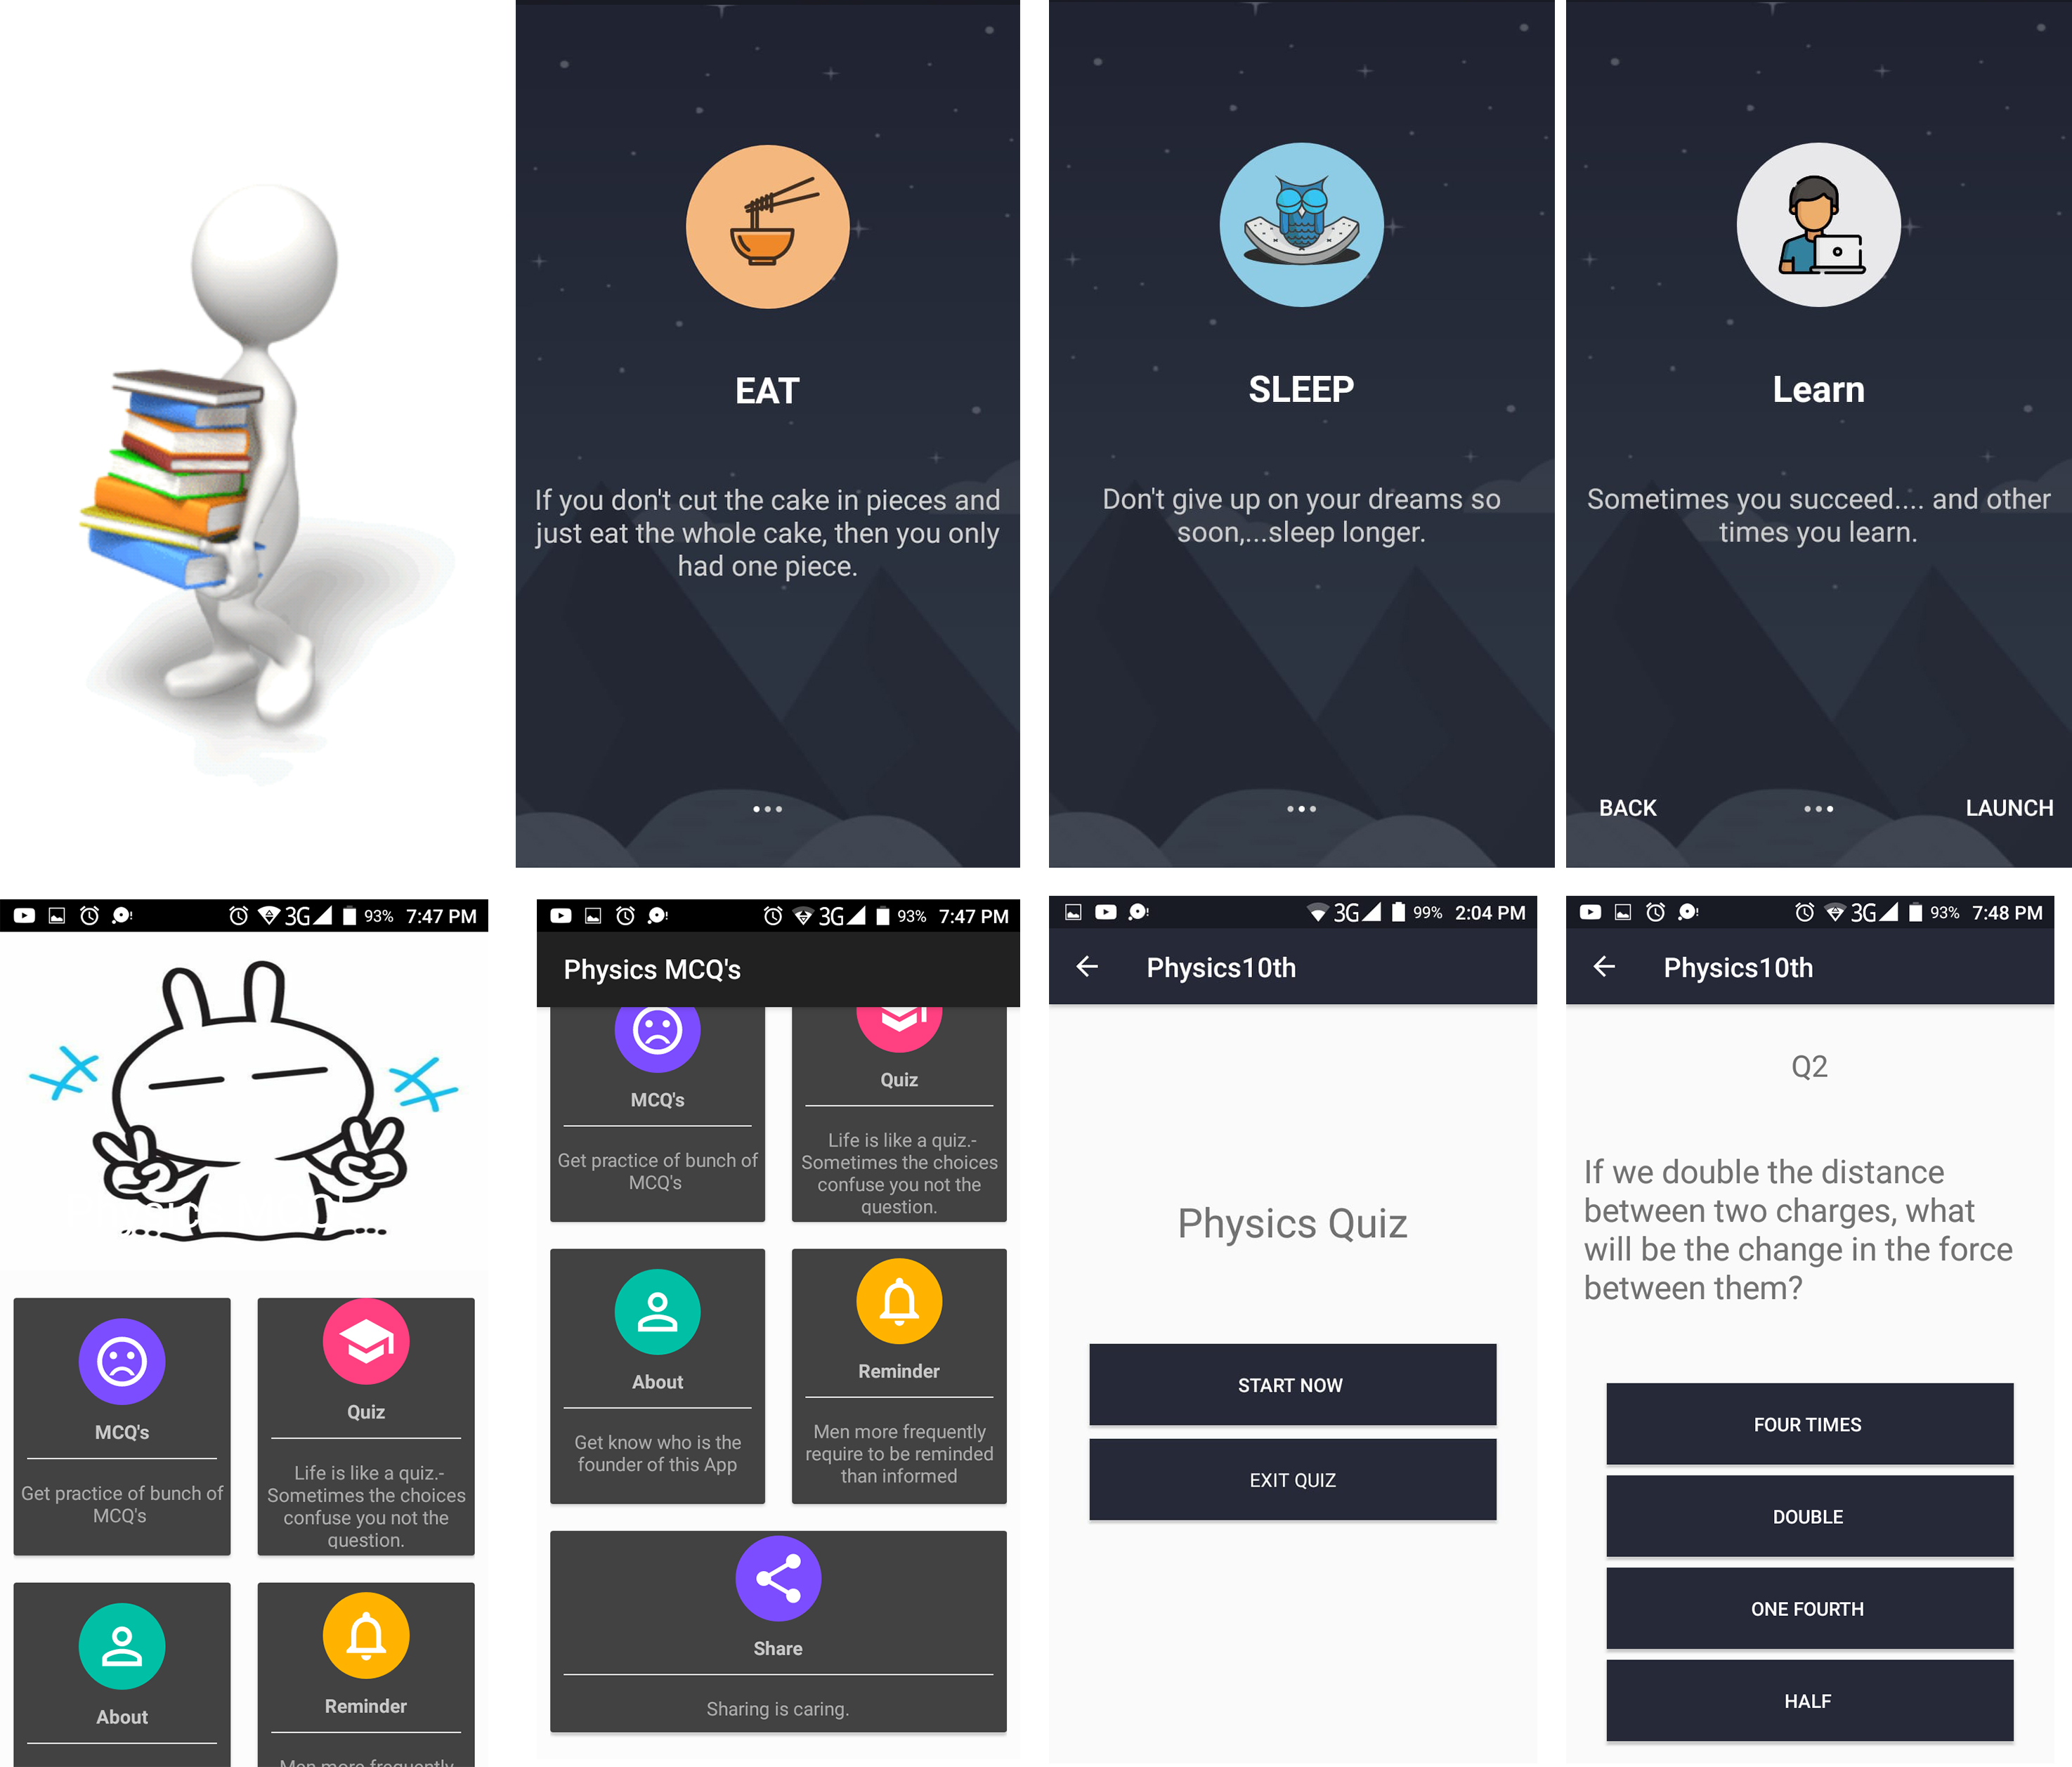 EAT
If you don't cut the cake in pieces and
just eat the whole cake, then you only
had one piece.
SLEEP
Don't give up on your dreams so
soon,...sleep longer.
Learn
Sometimes you succeed.... and other
times you learn.
BACK
LAUNCH
3G 93% 7:47 PM
MCQ's
Get practice of bunch of
MCQ's
Quiz
Life is like a quiz.-
Sometimes the choices
confuse you not the
question.
About
Reminder
Men more frequently
3G 93% 7:47 PM
Physics MCQ's
MCQ's
Get practice of bunch of
MCQ's
Quiz
Life is like a quiz.-
Sometimes the choices
confuse you not the
question.
About
Get know who is the
founder of this App
Reminder
Men more frequently
require to be reminded
than informed
Share
Sharing is caring.
3G 99% 2:04 PM
Physics10th
Physics Quiz
START NOW
EXIT QUIZ
3G 93% 7:48 PM
Physics10th
Q2
If we double the distance
between two charges, what
will be the change in the force
between them?
FOUR TIMES
DOUBLE
ONE FOURTH
HALF